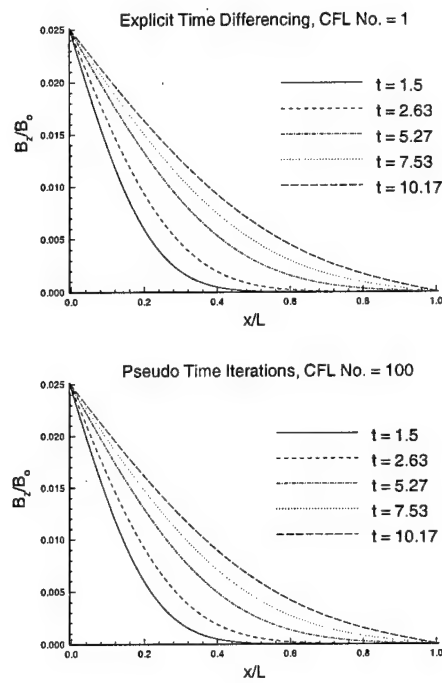 Explicit Time Differencing, CFL No. = 1
0.025
0.020
0.015
0.010
0.005
0.000
B_z/B_o
t = 1.5
t = 2.63
t = 5.27
t = 7.53
t = 10.17
0.0 0.2 0.4 0.6 0.8 1.0
x/L
Pseudo Time Iterations, CFL No. = 100
0.025
0.020
0.015
0.010
0.005
0.000
B_z/B_o
t = 1.5
t = 2.63
t = 5.27
t = 7.53
t = 10.17
0.0 0.2 0.4 0.6 0.8 1.0
x/L